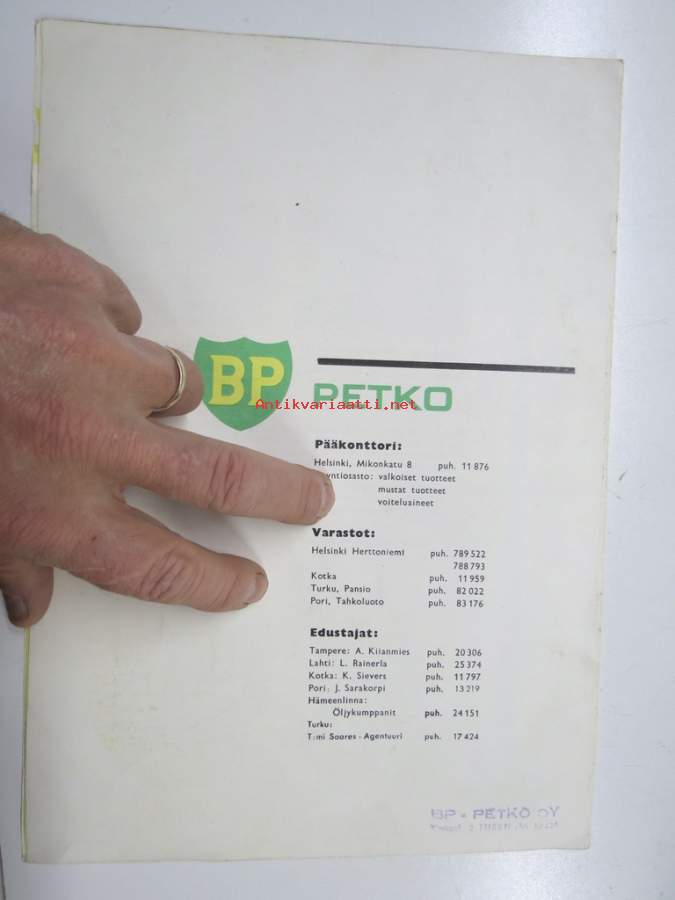 BP
PETKO
Antikvariaatti.net
Pääkonttori:
Helsinki, Mikonkatu 8 puh. 11 876
yntiosasto: valkoiset tuotteet
mustat tuotteet
voiteluaineet
Varastot:
Helsinki Herttoniemi puh. 789 522
788 793
Kotka puh. 11 959
Turku, Pansio puh. 82 022
Pori, Tahkoluoto puh. 83 176
Edustajat:
Tampere: A. Kiianmies puh. 20 306
Lahti: L. Rainerla puh. 25 374
Kotka: K. Sievers puh. 11 797
Pori: J. Sarakorpi puh. 13 219
Hämeenlinna:
Öljykumppanit puh. 24 151
Turku:
Toimi Soores - Agentuuri puh. 17 424
BP - PETKO OY